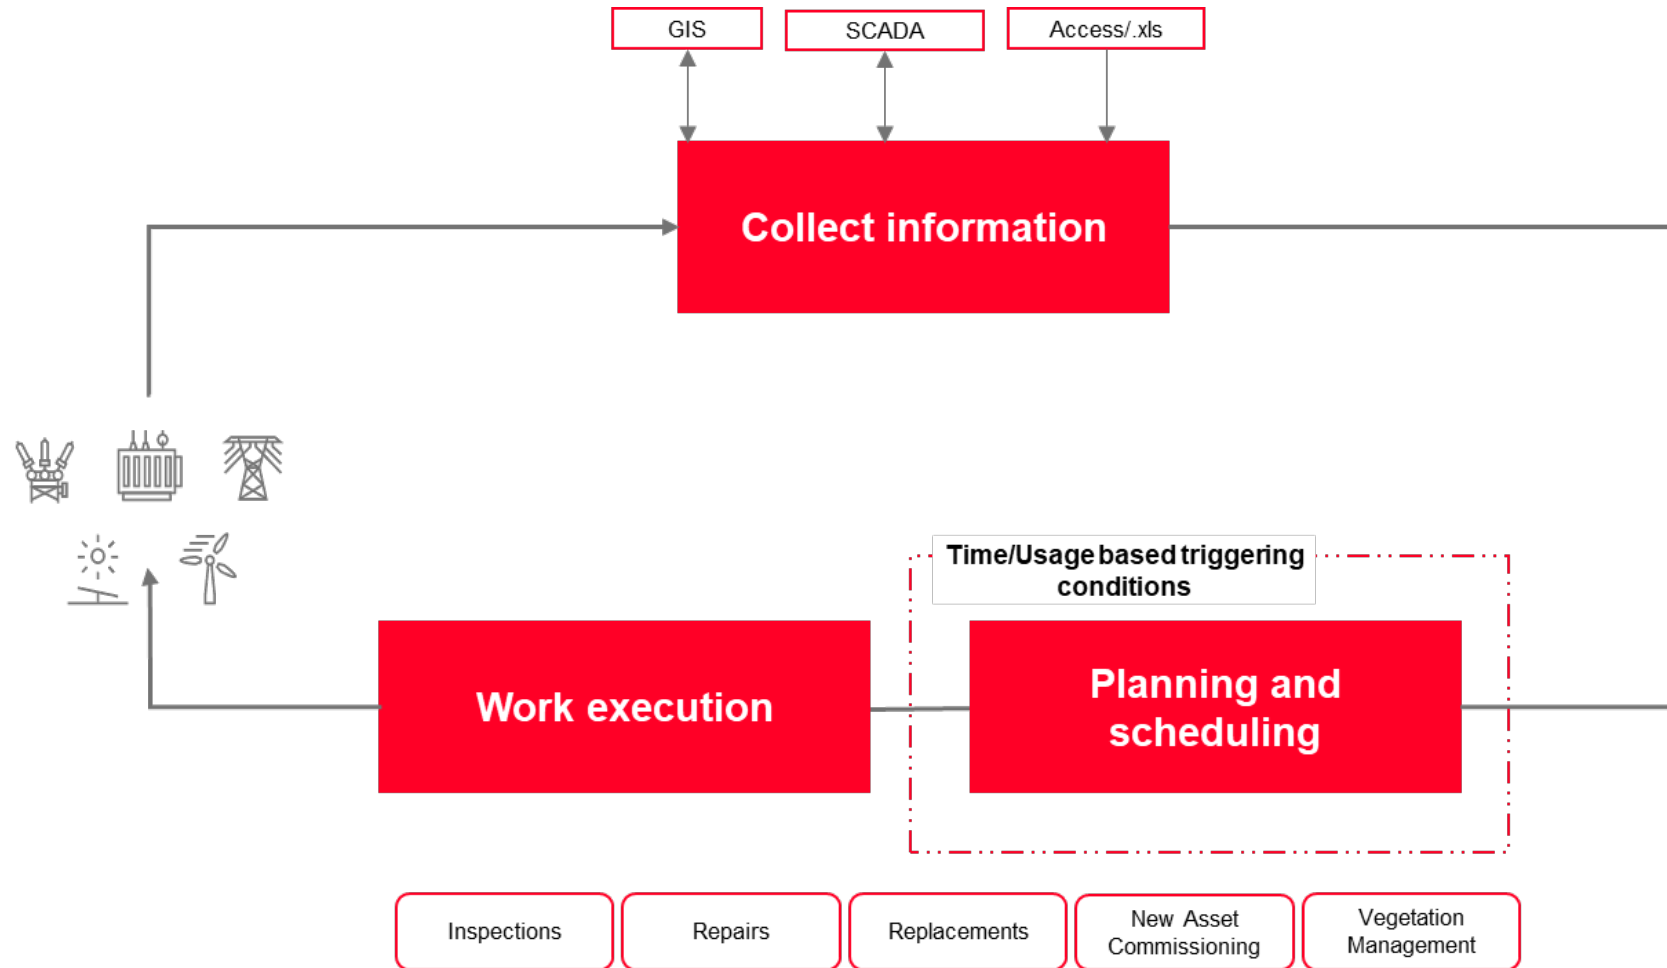 GIS
SCADA
Access/.xls
Collect information
Time/Usage based triggering
conditions
Work execution
Planning and
scheduling
Inspections
Repairs
Replacements
New Asset
Commissioning
Vegetation
Management